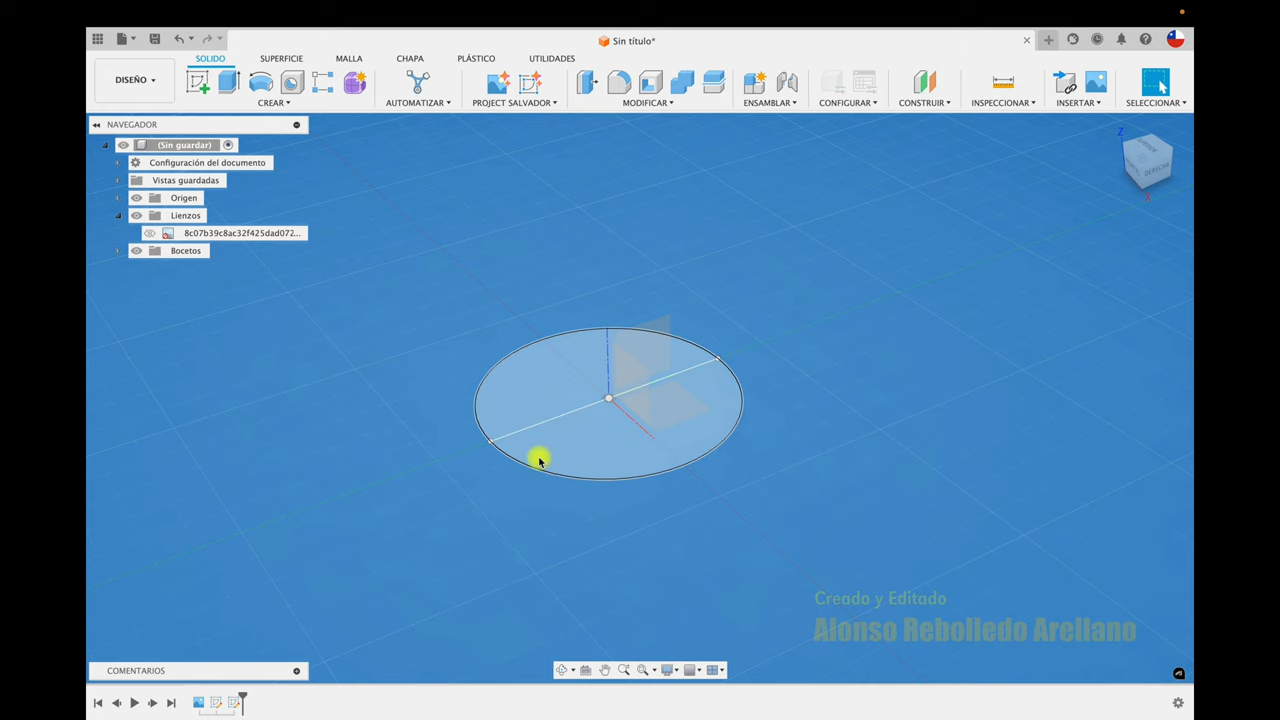 Sin título*
DISEÑO
SOLIDO SUPERFICIE MALLA CHAPA PLÁSTICO UTILIDADES
CREAR AUTOMATIZAR PROJECT SALVADOR MODIFICAR ENSAMBLAR CONFIGURAR CONSTRUIR INSPECCIONAR INSERTAR SELECCIONAR
NAVEGADOR
(Sin guardar)
Configuración del documento
Vistas guardadas
Origen
Lienzos
8c07b39c8ac32f425dad072...
Bocetos
Z
DERECHA
X
Creado y Editado
Alonso Rebolledo Arellano
COMENTARIOS